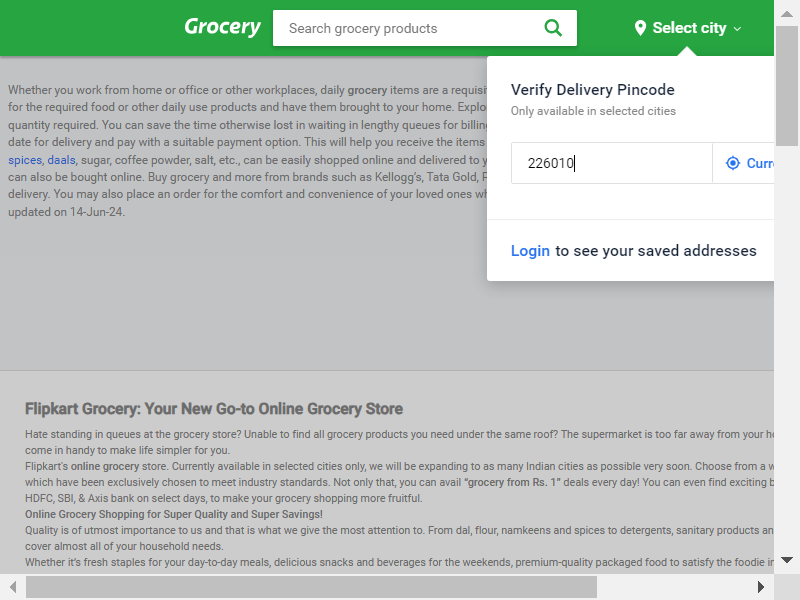 Grocery
Search grocery products
Select city
Whether you work from home or office or other workplaces, daily grocery items are a requisi
for the required food or other daily use products and have them brought to your home. Explo
quantity required. You can save the time otherwise lost in waiting in lengthy queues for billing
date for delivery and pay with a suitable payment option. This will help you receive the items
spices, daals, sugar, coffee powder, salt, etc., can be easily shopped online and delivered to y
can also be bought online. Buy grocery and more from brands such as Kellogg's, Tata Gold, P
delivery. You may also place an order for the comfort and convenience of your loved ones wh
updated on 14-Jun-24.
Verify Delivery Pincode
Only available in selected cities
226010
Curre
Login to see your saved addresses
Flipkart Grocery: Your New Go-to Online Grocery Store
Hate standing in queues at the grocery store? Unable to find all grocery products you need under the same roof? The supermarket is too far away from your ho
come in handy to make life simpler for you.
Flipkart's online grocery store. Currently available in selected cities only, we will be expanding to as many Indian cities as possible very soon. Choose from a w
which have been exclusively chosen to meet industry standards. Not only that, you can avail "grocery from Rs. 1" deals every day! You can even find exciting b
HDFC, SBI, & Axis bank on select days, to make your grocery shopping more fruitful.
Online Grocery Shopping for Super Quality and Super Savings!
Quality is of utmost importance to us and that is what we give the most attention to. From dal, flour, namkeens and spices to detergents, sanitary products an
cover almost all of your household needs.
Whether it's fresh staples for your day-to-day meals, delicious snacks and beverages for the weekends, premium-quality packaged food to satisfy the foodie in